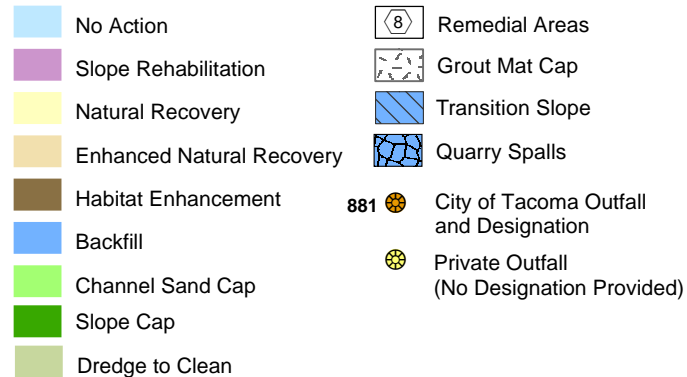 No Action
Slope Rehabilitation
Natural Recovery
Enhanced Natural Recovery
Habitat Enhancement
Backfill
Channel Sand Cap
Slope Cap
Dredge to Clean
8 Remedial Areas
Grout Mat Cap
Transition Slope
Quarry Spalls
881 City of Tacoma Outfall
and Designation
Private Outfall
(No Designation Provided)